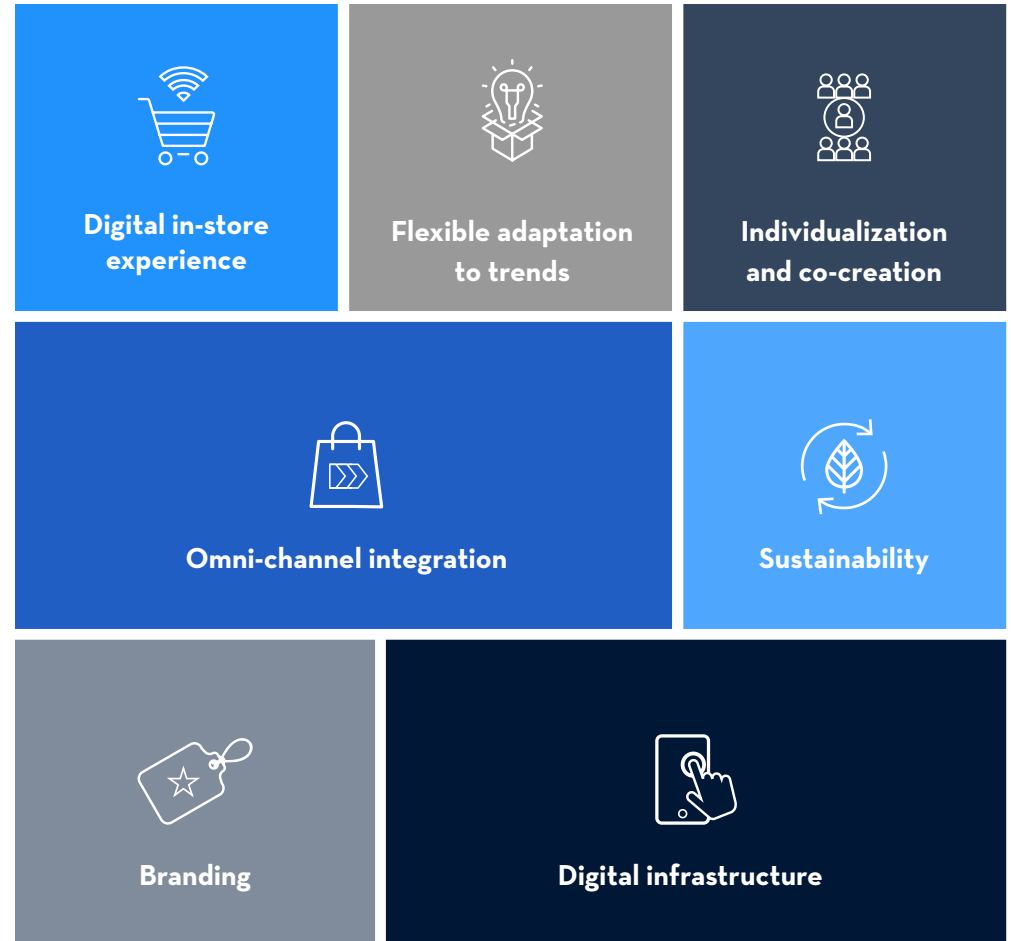 Digital in-store
experience
Flexible adaptation
to trends
Individualization
and co-creation
Omni-channel integration
Sustainability
Branding
Digital infrastructure